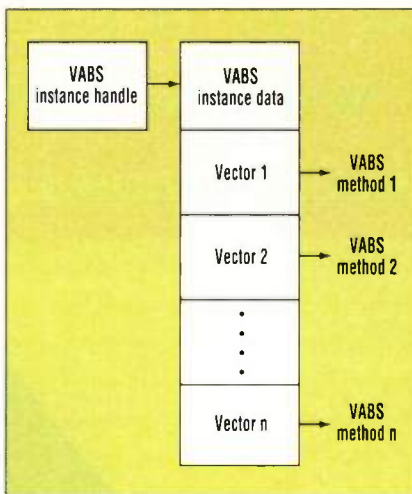 VABS
instance handle
VABS
instance data
Vector 1
VABS
method 1
Vector 2
VABS
method 2
Vector n
VABS
method n